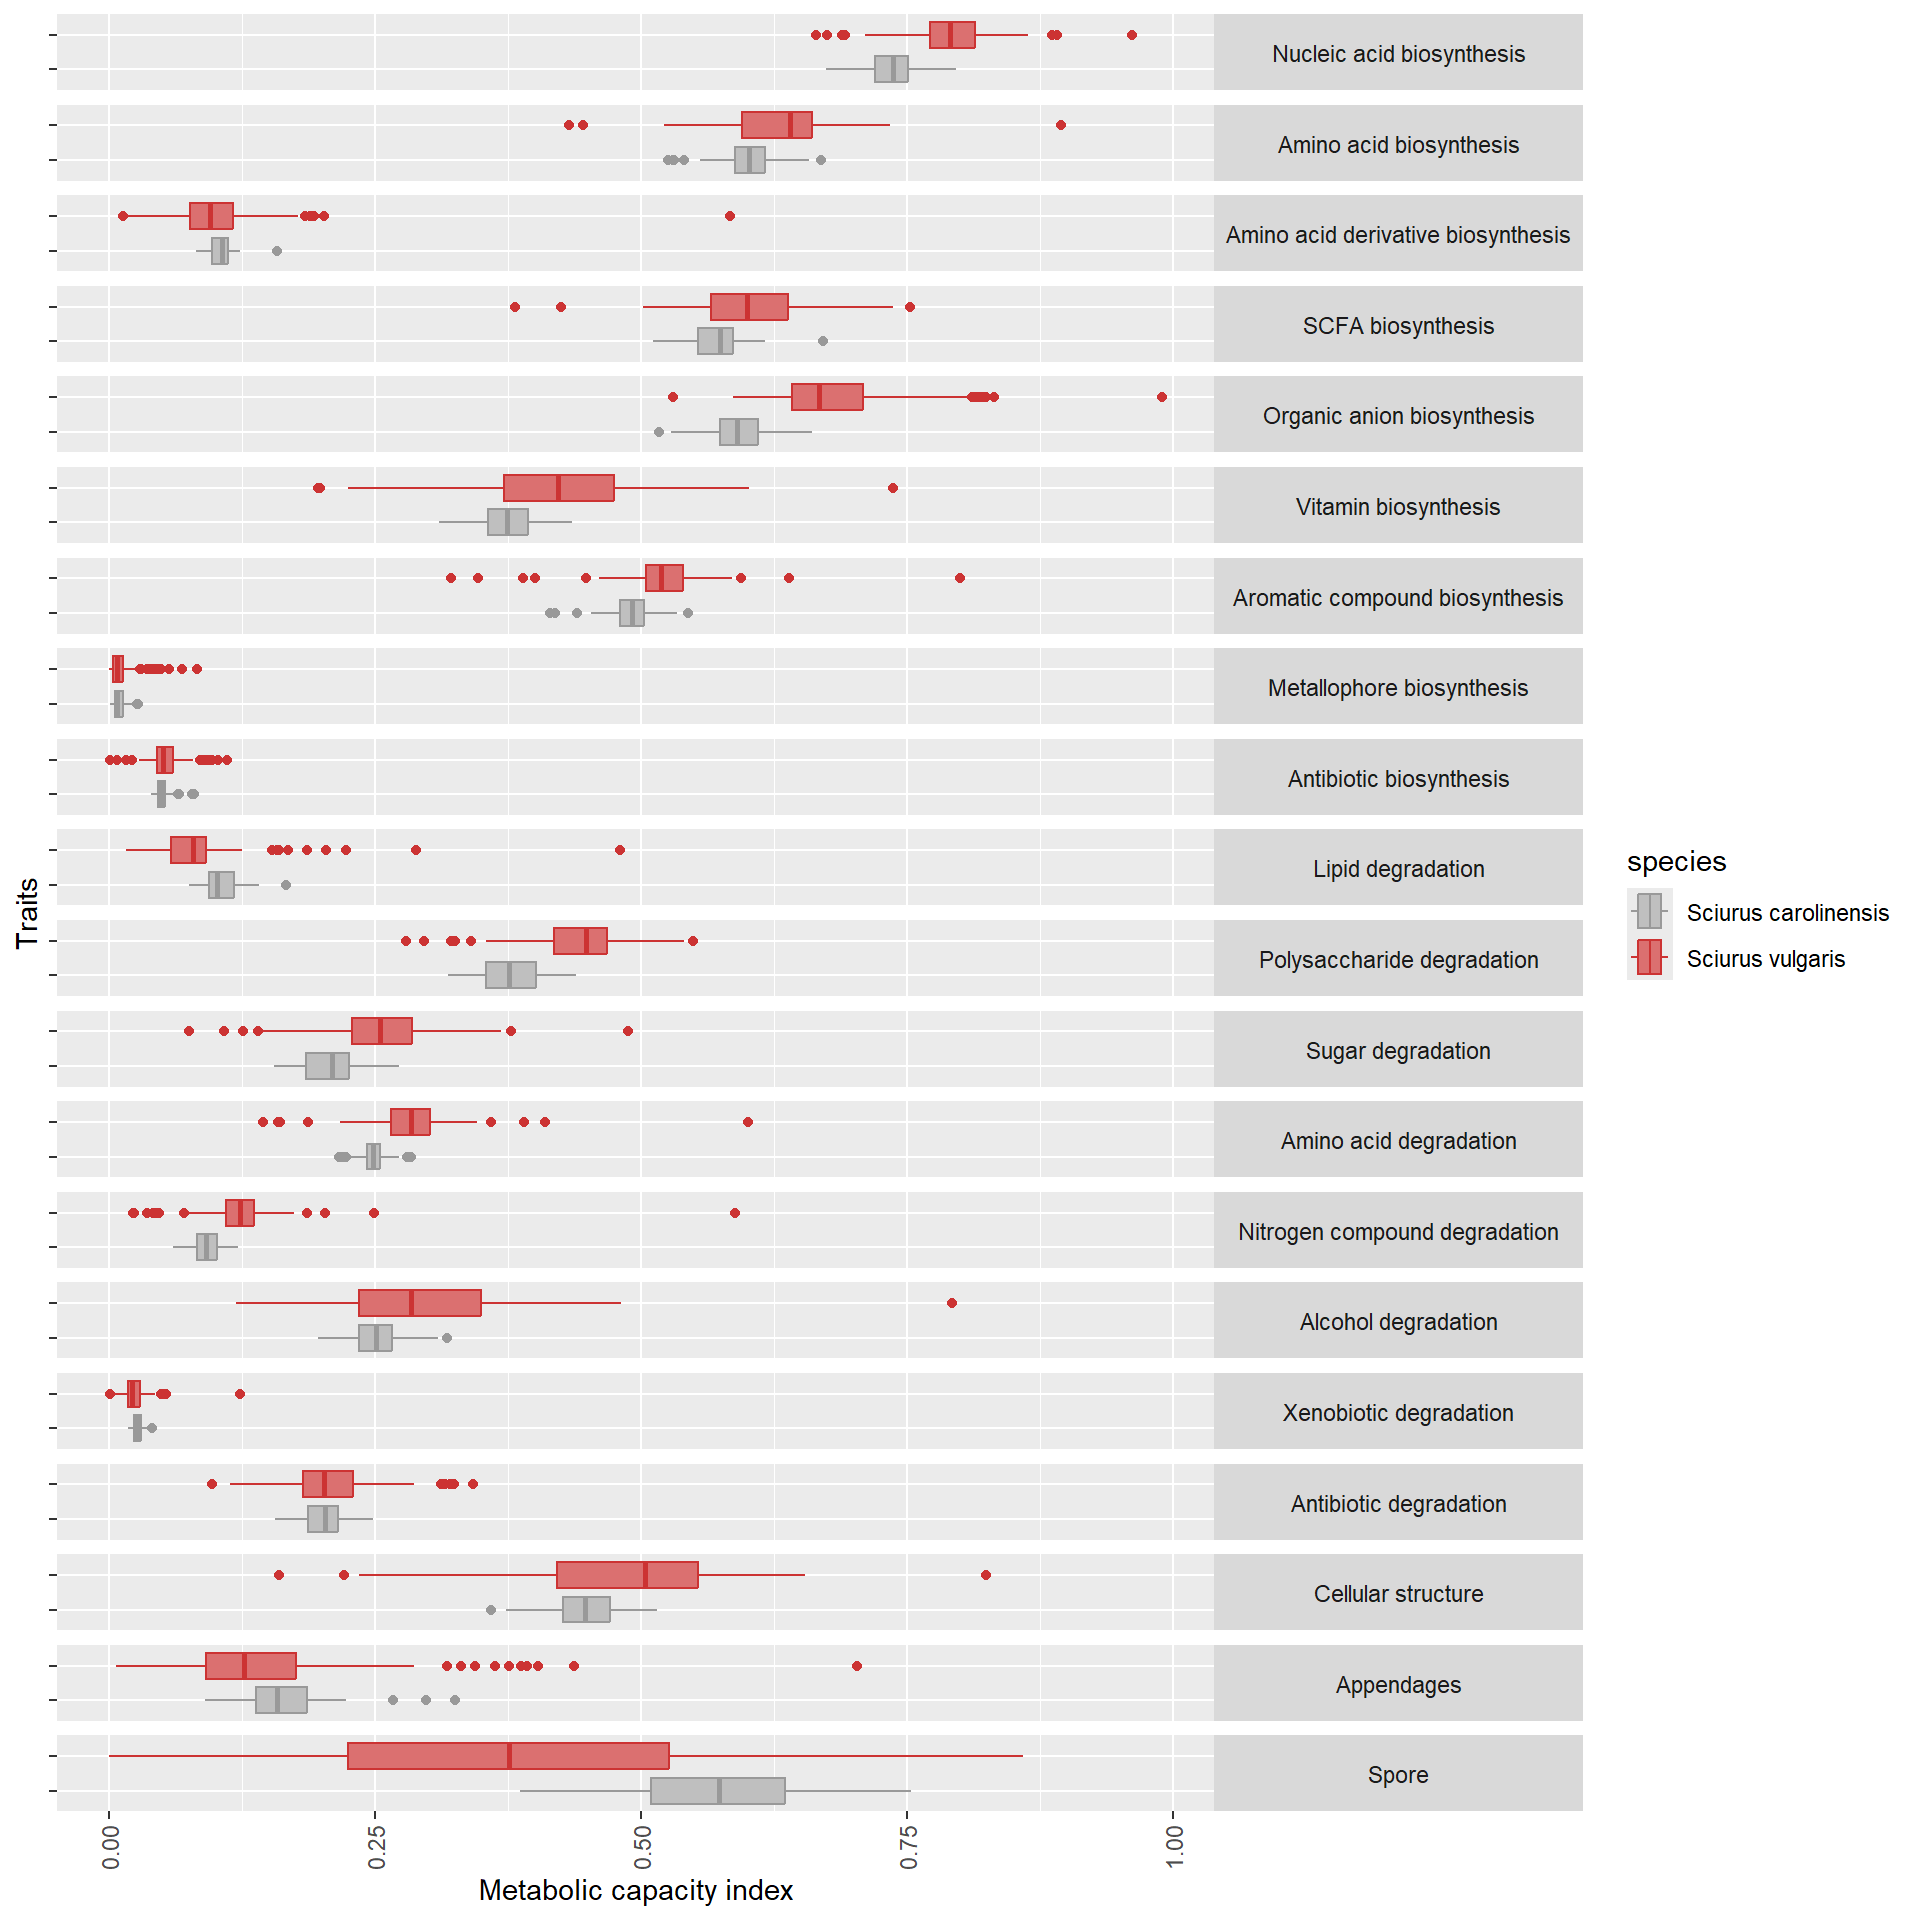 Nucleic acid biosynthesis
Amino acid biosynthesis
Amino acid derivative biosynthesis
SCFA biosynthesis
Organic anion biosynthesis
Vitamin biosynthesis
Aromatic compound biosynthesis
Metallophore biosynthesis
Antibiotic biosynthesis
Lipid degradation
Polysaccharide degradation
Sugar degradation
Amino acid degradation
Nitrogen compound degradation
Alcohol degradation
Xenobiotic degradation
Antibiotic degradation
Cellular structure
Appendages
Spore
Traits
0.00
0.25
0.50
0.75
1.00
Metabolic capacity index
species
Sciurus carolinensis
Sciurus vulgaris